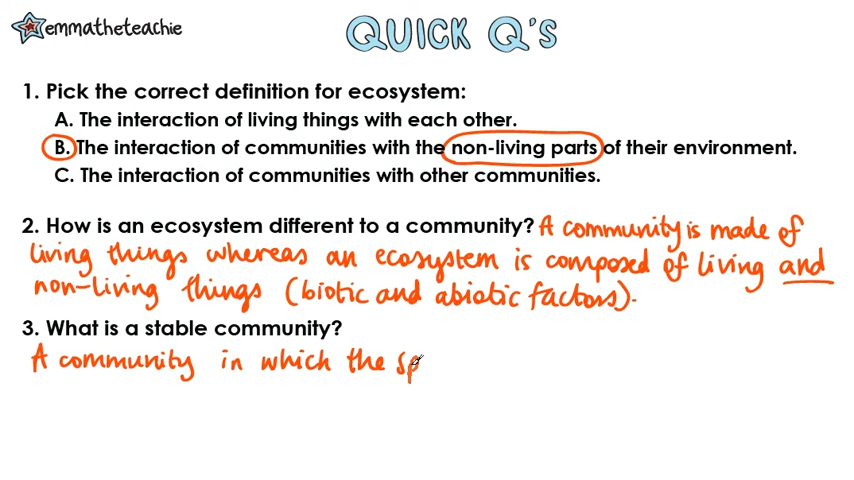 emmatheteachie
QUICK Q'S
1. Pick the correct definition for ecosystem:
A. The interaction of living things with each other.
B. The interaction of communities with the non-living parts of their environment.
C. The interaction of communities with other communities.
2. How is an ecosystem different to a community? A community is made of
living things whereas an ecosystem is composed of living and
non-living things (biotic and abiotic factors).
3. What is a stable community?
A community in which the sp